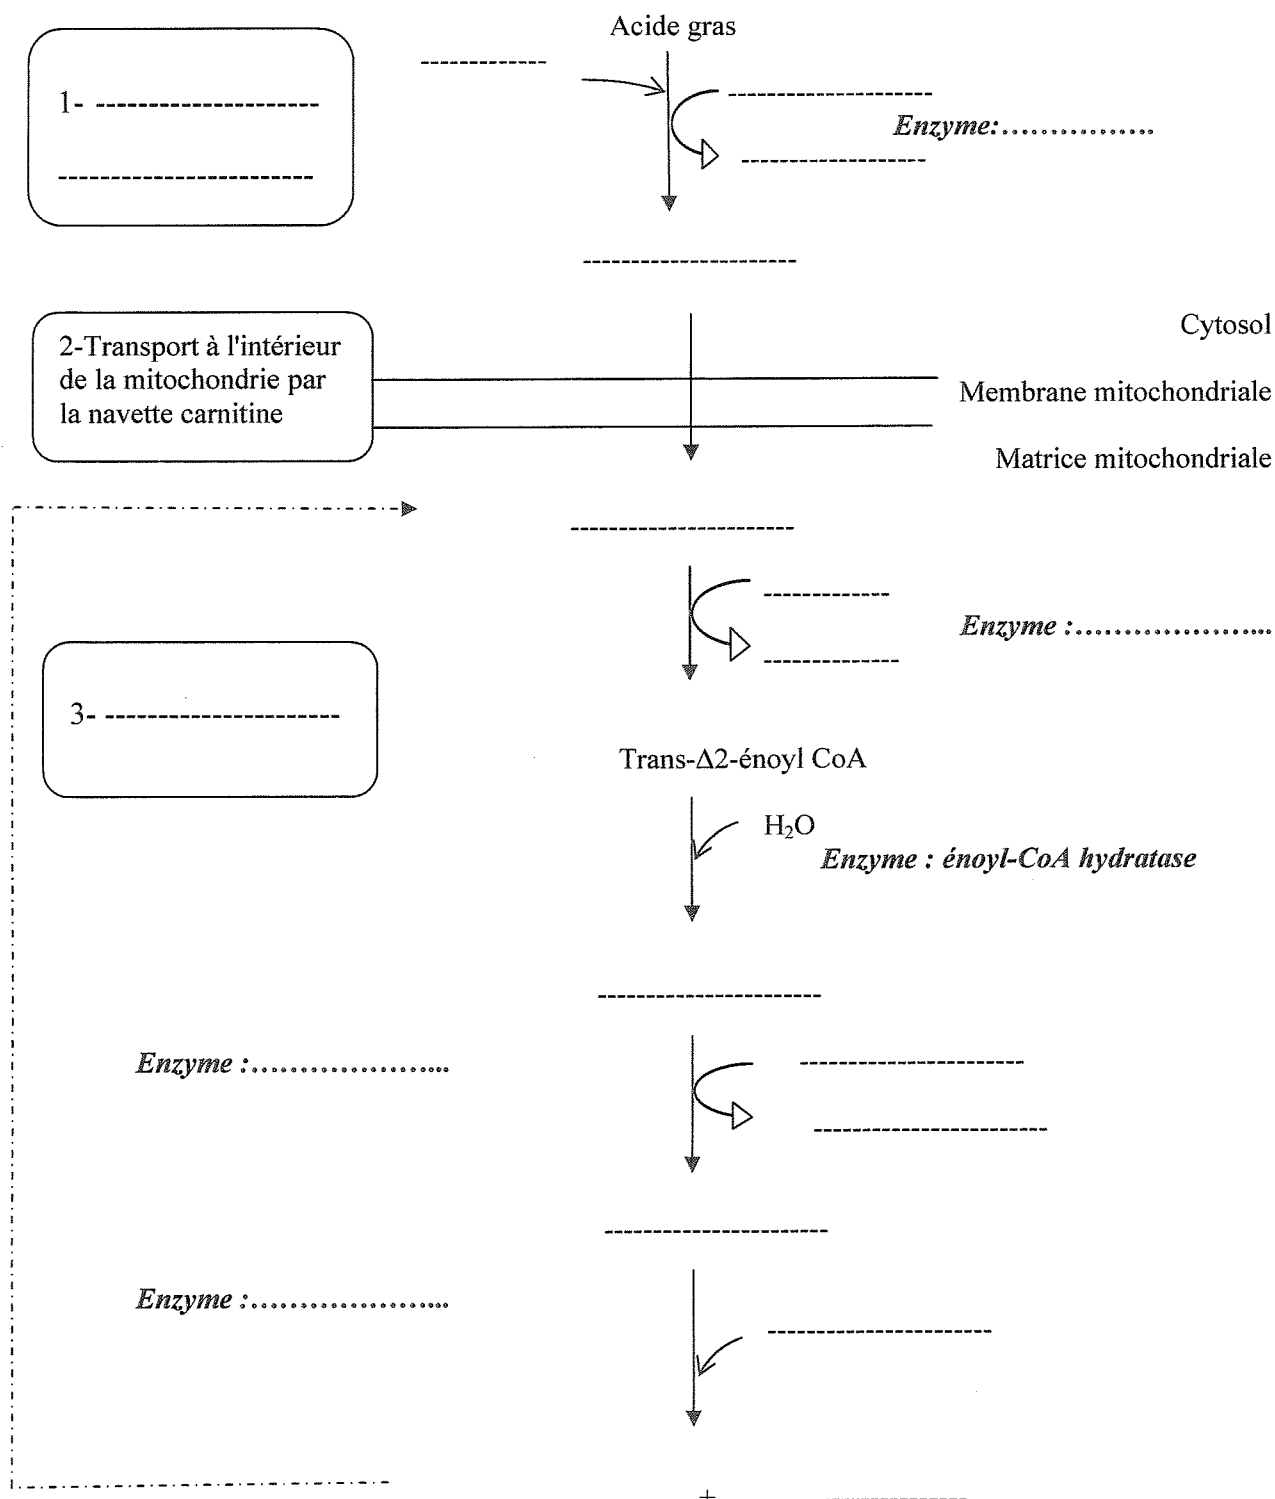 Acide gras
1- --------------------
--------------------
Enzyme:................
2-Transport à l'intérieur
de la mitochondrie par
la navette carnitine
Cytosol
Membrane mitochondriale
Matrice mitochondriale
Enzyme :......................
3- --------------------
Trans-Δ2-énoyl CoA
H₂O
Enzyme : énoyl-CoA hydratase
Enzyme :......................
Enzyme :......................
+